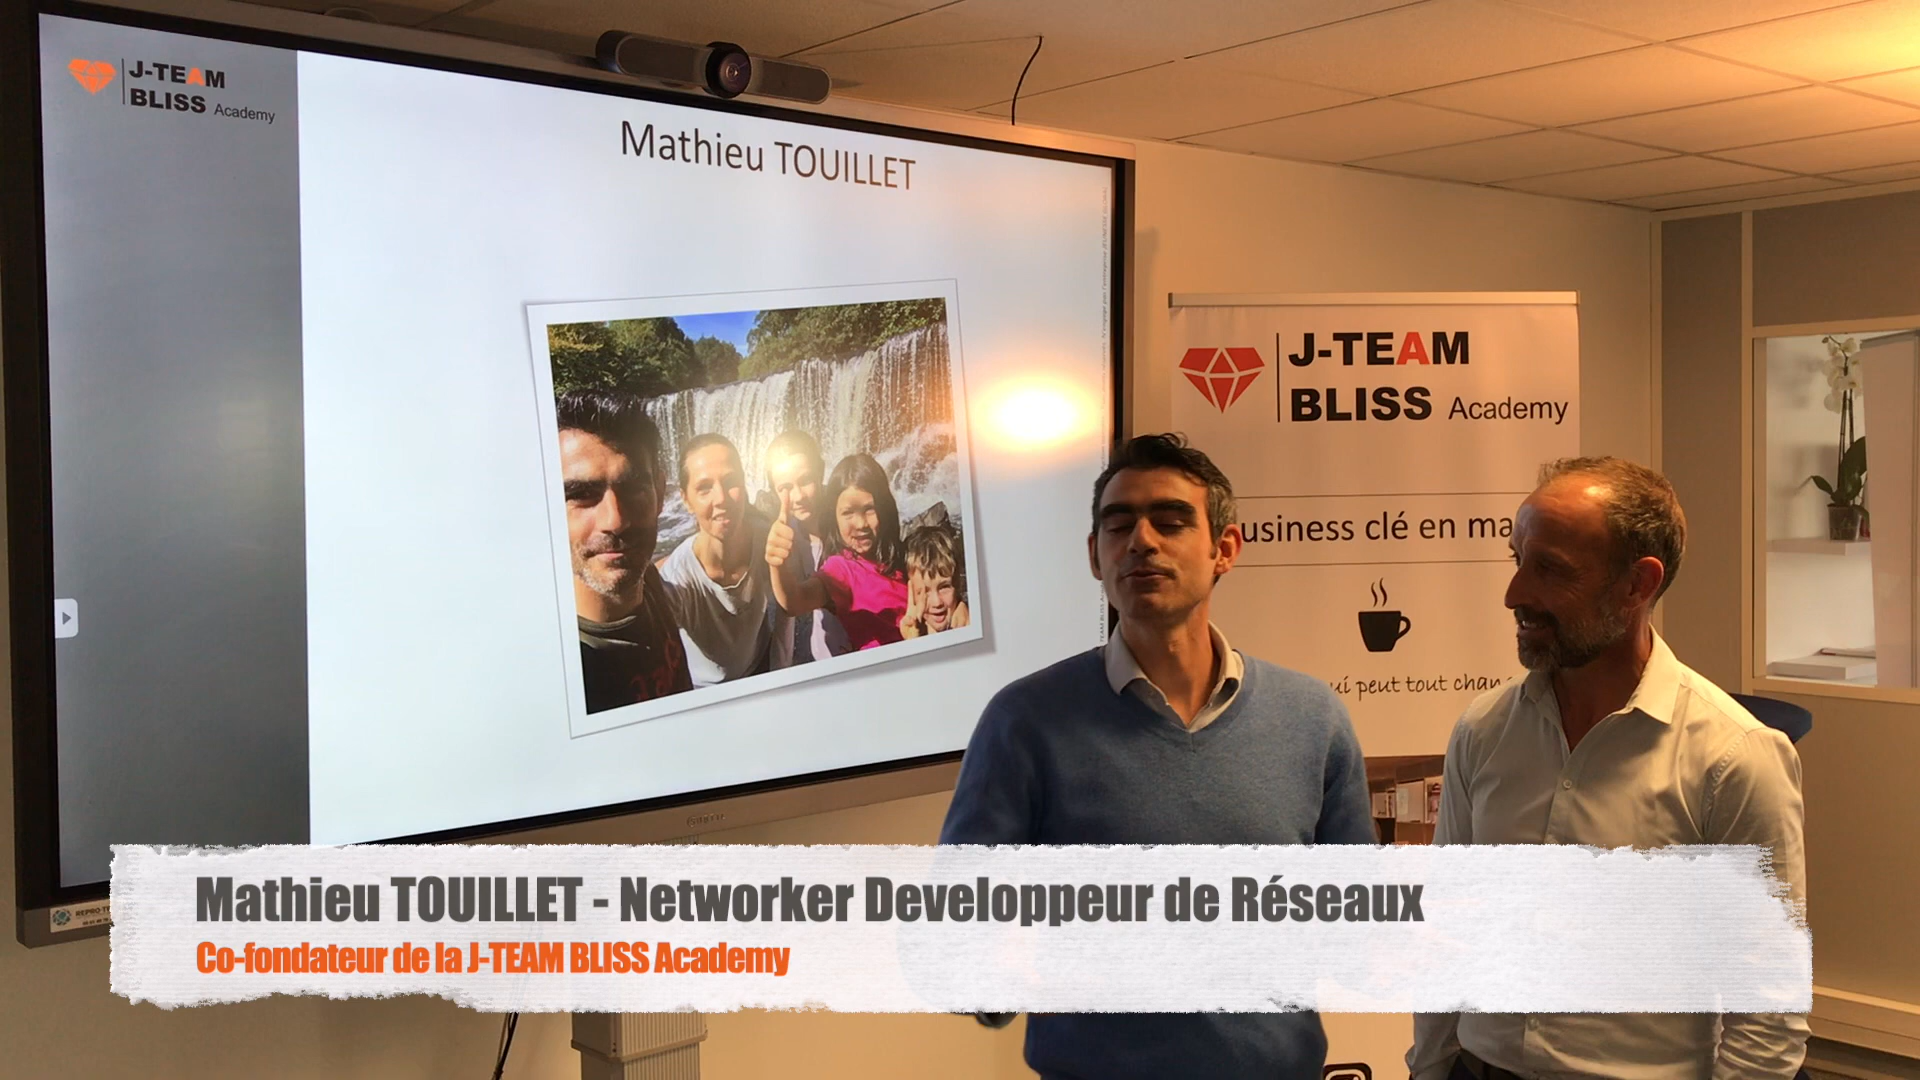 J-TEAM
BLISS Academy
Mathieu TOUILLET
J-TEAM
BLISS Academy
usiness clé en ma
ui peut tout chan
Mathieu TOUILLET - Networker Developpeur de Réseaux
Co-fondateur de la J-TEAM BLISS Academy